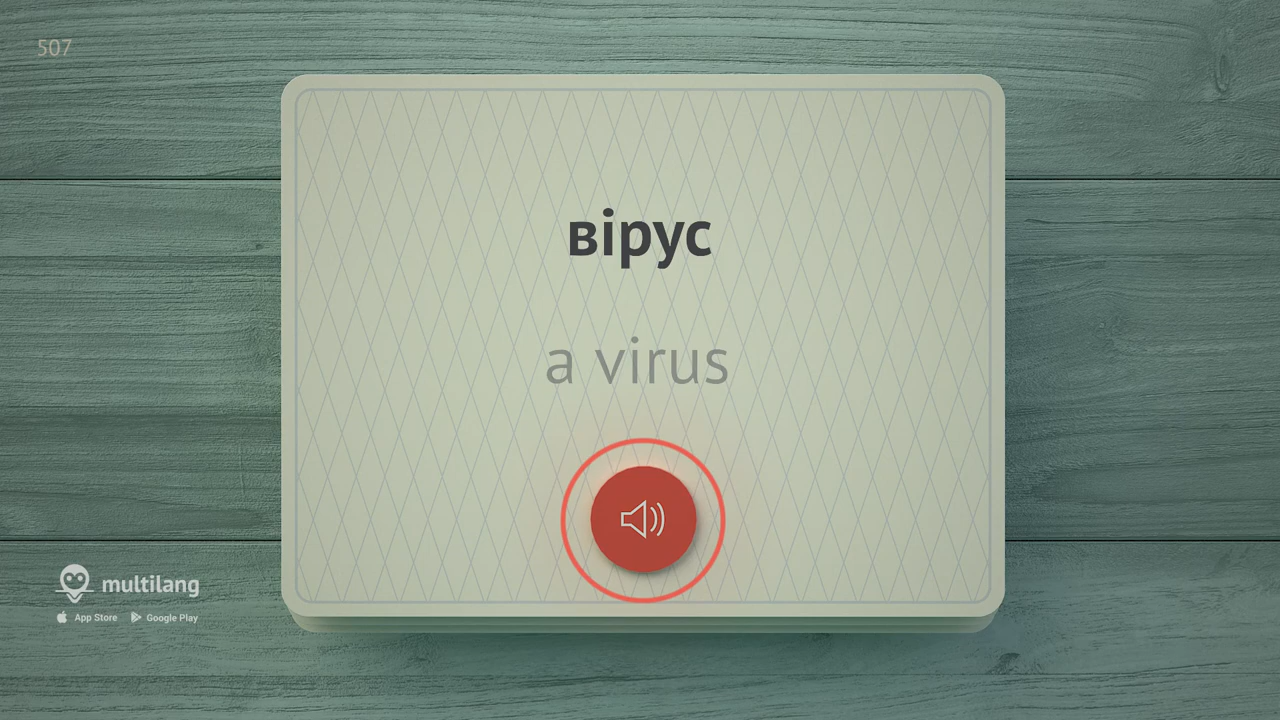 507
вірус
a virus
multilang
App Store
Google Play